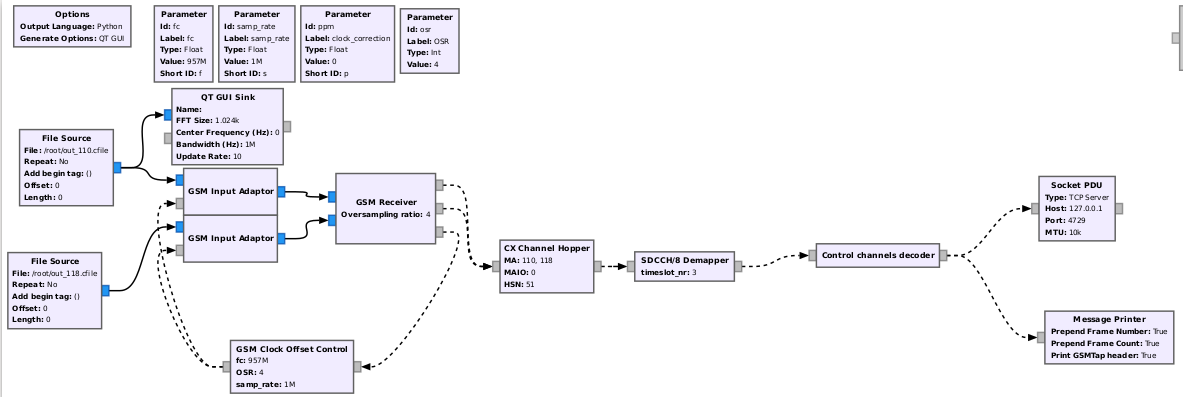 Options
Output Language: Python
Generate Options: QT GUI
Parameter
Id: fc
Label: fc
Type: Float
Value: 957M
Short ID: f
Parameter
Id: samp_rate
Label: samp_rate
Type: Float
Value: 1M
Short ID: s
Parameter
Id: ppm
Label: clock_correction
Type: Float
Value: 0
Short ID: p
Parameter
Id: osr
Label: OSR
Type: Int
Value: 4
QT GUI Sink
Name:
FFT Size: 1.024k
Center Frequency (Hz): 0
Bandwidth (Hz): 1M
Update Rate: 10
File Source
File: /root/out_110.cfile
Repeat: No
Add begin tag: ()
Offset: 0
Length: 0
GSM Input Adaptor
GSM Input Adaptor
GSM Receiver
Oversampling ratio: 4
File Source
File: /root/out_118.cfile
Repeat: No
Add begin tag: ()
Offset: 0
Length: 0
CX Channel Hopper
MA: 110, 118
MAIO: 0
HSN: 51
SDCCH/8 Demapper
timeslot_nr: 3
Control channels decoder
Socket PDU
Type: TCP Server
Host: 127.0.0.1
Port: 4729
MTU: 10k
Message Printer
Prepend Frame Number: True
Prepend Frame Count: True
Print GSMTap header: True
GSM Clock Offset Control
fc: 957M
OSR: 4
samp_rate: 1M